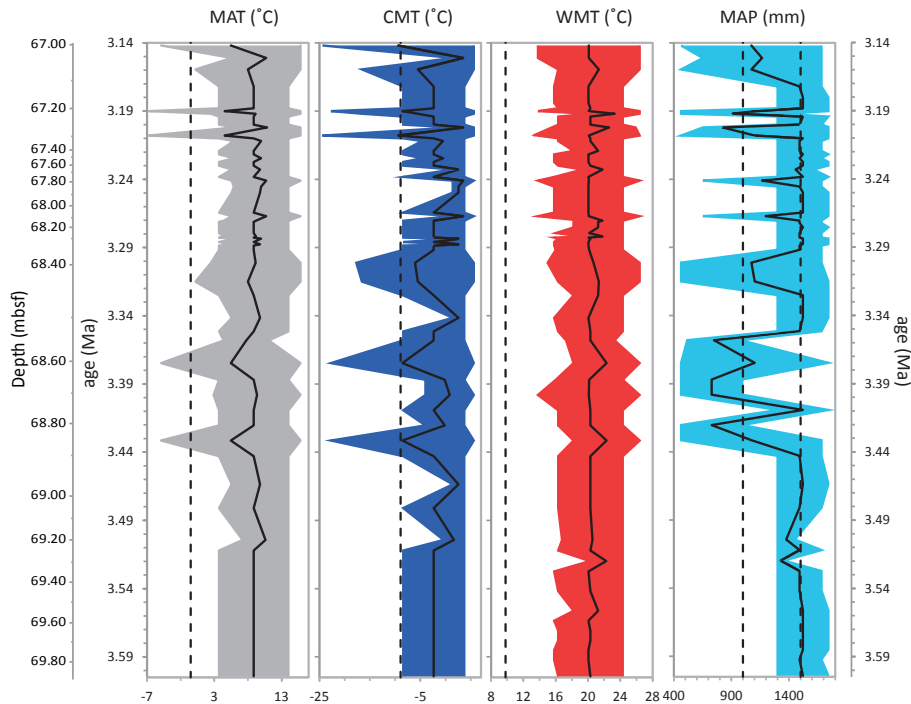 MAT (˚C) CMT (˚C) WMT (˚C) MAP (mm)
67.00 3.14 3.14
67.20 3.19 3.19
67.40
67.60
67.80 3.24 3.24
68.00
68.20
3.29 3.29
68.40
3.34 3.34
Depth (mbsf) age (Ma) age (Ma)
68.60
3.39 3.39
68.80
3.44 3.44
69.00
3.49 3.49
69.20
69.40 3.54 3.54
69.60
69.80 3.59 3.59
-7 3 13 -25 -5 8 12 16 20 24 28 400 900 1400